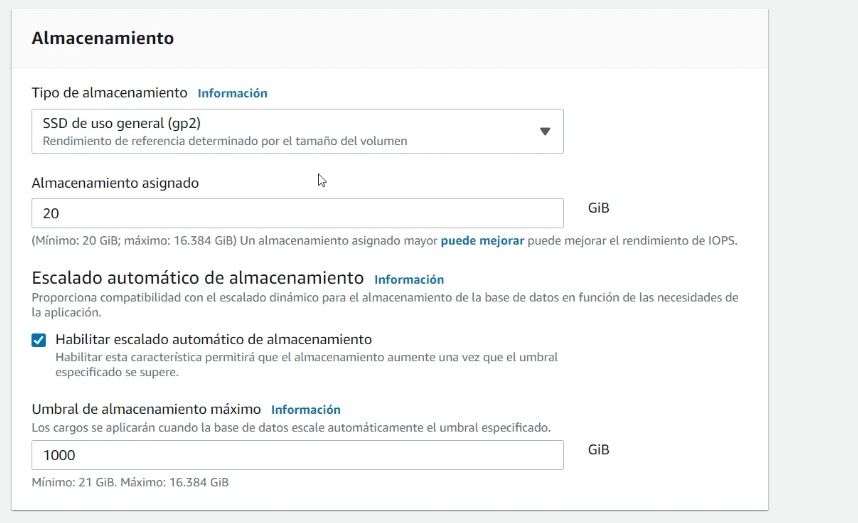 Almacenamiento
Tipo de almacenamiento Información
SSD de uso general (gp2)
Rendimiento de referencia determinado por el tamaño del volumen
Almacenamiento asignado
20 GiB
(Mínimo: 20 GiB; máximo: 16.384 GiB) Un almacenamiento asignado mayor puede mejorar puede mejorar el rendimiento de IOPS.
Escalado automático de almacenamiento Información
Proporciona compatibilidad con el escalado dinámico para el almacenamiento de la base de datos en función de las necesidades de
la aplicación.
Habilitar escalado automático de almacenamiento
Habilitar esta característica permitirá que el almacenamiento aumente una vez que el umbral
especificado se supere.
Umbral de almacenamiento máximo Información
Los cargos se aplicarán cuando la base de datos escale automáticamente el umbral especificado.
1000 GiB
Mínimo: 21 GiB. Máximo: 16.384 GiB